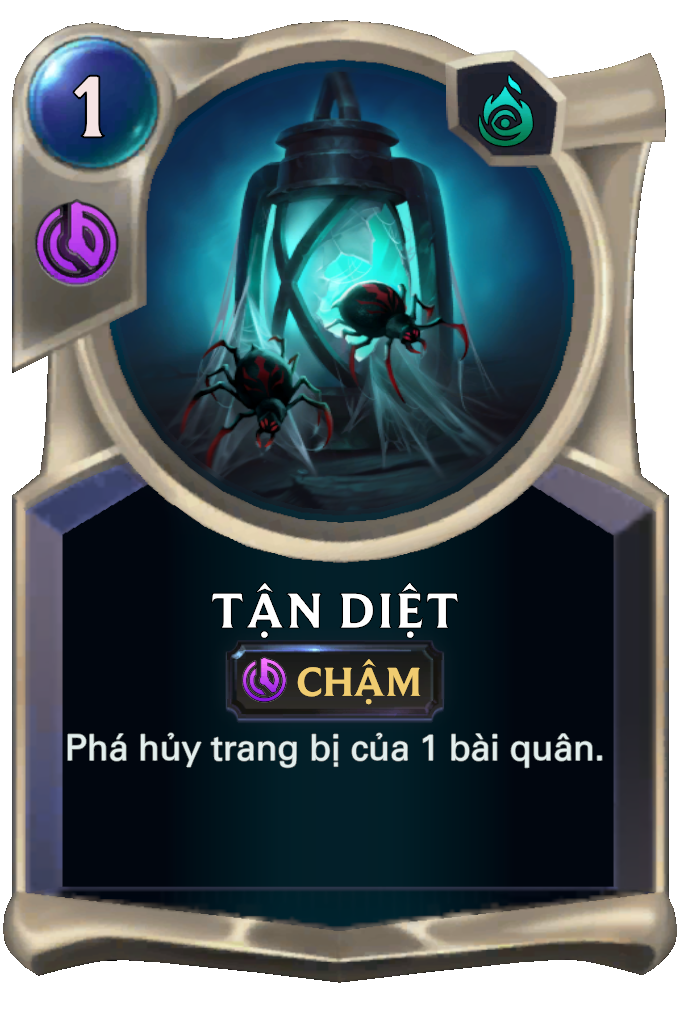 1
TẬN DIỆT
CHẬM
Phá hủy trang bị của 1 bài quân.